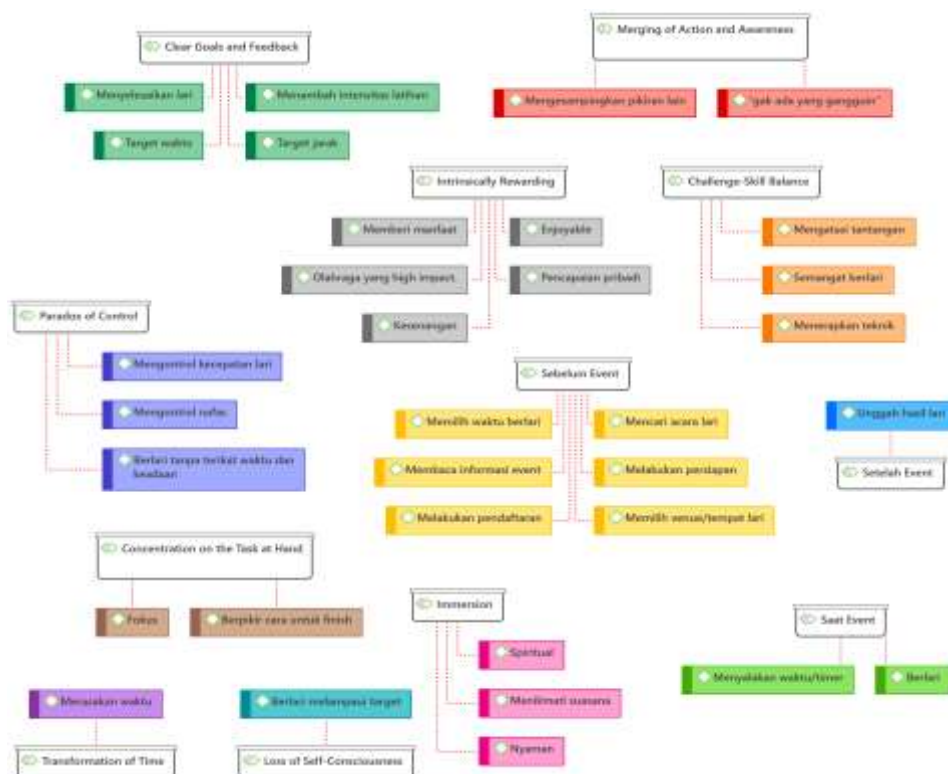 Clear Goals and Feedback
Merging of Action and Awareness
Menyelesaikan lari
Menambah intensitas latihan
Mengesampingkan pikiran lain
"gak ada yang gangguin"
Target waktu
Target jarak
Intrinsically Rewarding
Challenge-Skill Balance
Memberi manfaat
Enjoyable
Mengatasi tantangan
Olahraga yang high impact
Pencapaian pribadi
Semangat berlari
Kesenangan
Menerapkan teknik
Paradox of Control
Mengontrol kecepatan lari
Sebelum Event
Mengontrol nafas
Memilih waktu berlari
Mencari acara lari
Unggah hasil lari
Berlari tanpa terikat waktu dan
keadaan
Membaca informasi event
Melakukan persiapan
Setelah Event
Melakukan pendaftaran
Memilih venue/tempat lari
Concentration on the Task at Hand
Fokus
Berpikir cara untuk finish
Immersion
Saat Event
Spiritual
Menyalakan waktu/timer
Berlari
Merasakan waktu
Berlari melampaui target
Menikmati suasana
Nyaman
Transformation of Time
Loss of Self-Consciousness